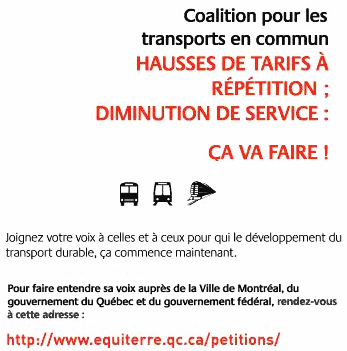 Coalition pour les
transports en commun
HAUSSES DE TARIFS À
RÉPÉTITION ;
DIMINUTION DE SERVICE :
ÇA VA FAIRE !
Joignez votre voix à celles et à ceux pour qui le développement du
transport durable, ça commence maintenant.
Pour faire entendre sa voix auprès de la Ville de Montréal, du
gouvernement du Québec et du gouvernement fédéral, rendez-vous
à cette adresse :
http://www.equiterre.qc.ca/petitions/